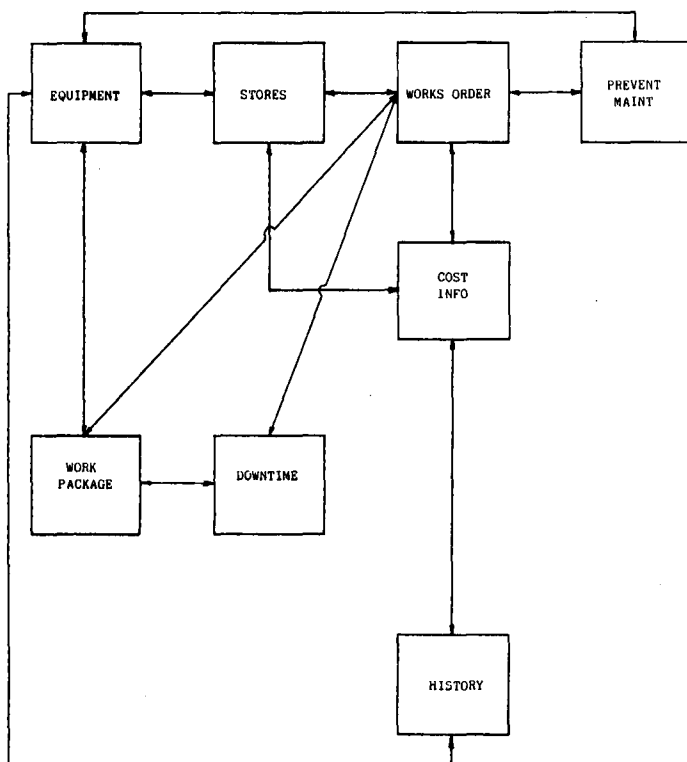 EQUIPMENT
STORES
WORKS ORDER
PREVENT
MAINT
COST
INFO
WORK
PACKAGE
DOWNTIME
HISTORY